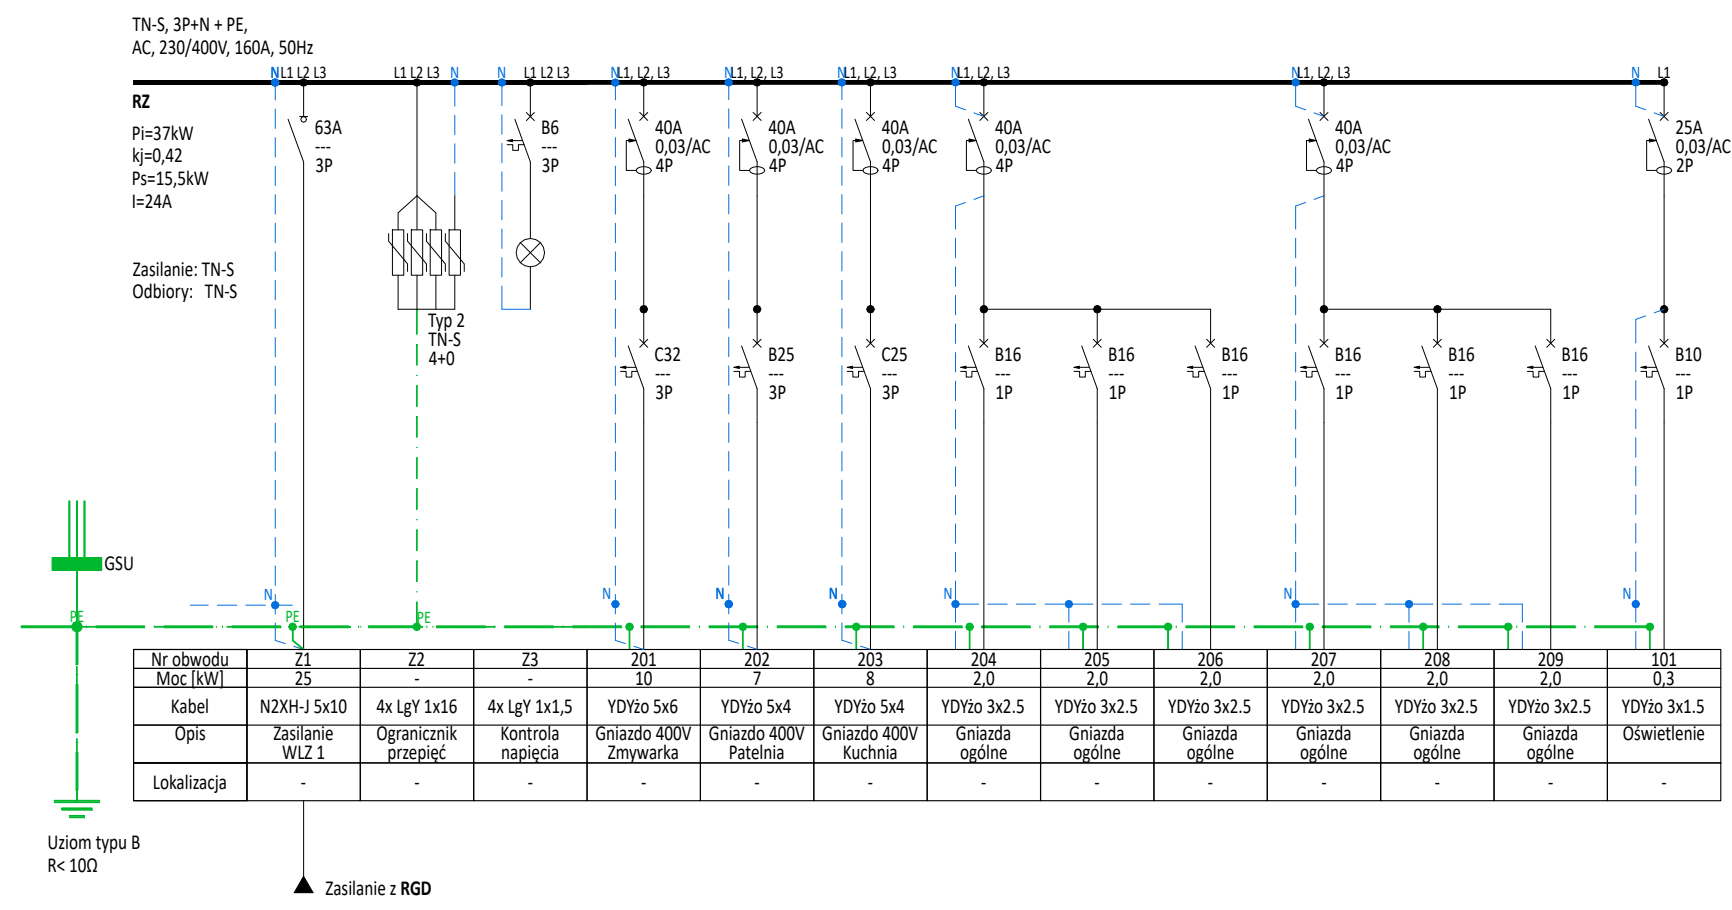 TN-S, 3P+N + PE,
AC, 230/400V, 160A, 50Hz
N L1 L2 L3 L1 L2 L3 N N L1 L2 L3 N L1, L2, L3 N L1, L2, L3 N L1, L2, L3 N L1, L2, L3 N L1, L2, L3 N L1
RZ
Pi=37kW
kj=0,42
Ps=15,5kW
I=24A
63A
---
3P
B6
---
3P
40A
0,03/AC
4P
40A
0,03/AC
4P
40A
0,03/AC
4P
40A
0,03/AC
4P
40A
0,03/AC
4P
25A
0,03/AC
2P
Zasilanie: TN-S
Odbiory: TN-S
Typ 2
TN-S
4+0
C32
---
3P
B25
---
3P
C25
---
3P
B16
---
1P
B16
---
1P
B16
---
1P
B16
---
1P
B16
---
1P
B16
---
1P
B10
---
1P
GSU
N N N N N N N
PE PE PE
Nr obwodu Z1 Z2 Z3 201 202 203 204 205 206 207 208 209 101
Moc [kW] 25 - - 10 7 8 2,0 2,0 2,0 2,0 2,0 2,0 0,3
Kabel N2XH-J 5x10 4x LgY 1x16 4x LgY 1x1,5 YDYżo 5x6 YDYżo 5x4 YDYżo 5x4 YDYżo 3x2.5 YDYżo 3x2.5 YDYżo 3x2.5 YDYżo 3x2.5 YDYżo 3x2.5 YDYżo 3x2.5 YDYżo 3x1.5
Opis Zasilanie Ogranicznik Kontrola Gniazdo 400V Gniazdo 400V Gniazdo 400V Gniazda Gniazda Gniazda Gniazda Gniazda Gniazda Oświetlenie
WLZ 1 przepięć napięcia Zmywarka Patelnia Kuchnia ogólne ogólne ogólne ogólne ogólne ogólne
Lokalizacja - - - - - - - - - - - - -
Uziom typu B
R< 10Ω
Zasilanie z RGD